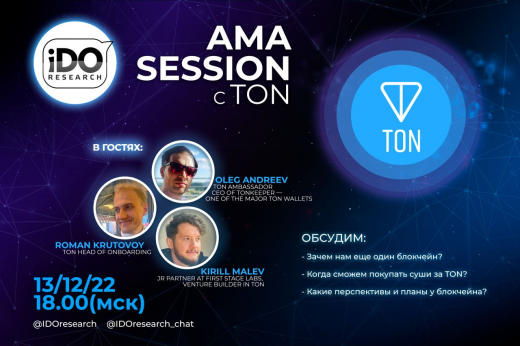 iDO
RESEARCH
AMA
SESSION
с TON
TON
В ГОСТЯХ:
OLEG ANDREEV
TON AMBASSADOR
CEO OF TONKEEPER —
ONE OF THE MAJOR TON WALLETS
ROMAN KRUTOVOY
TON HEAD OF ONBOARDING
KIRILL MALEV
JR PARTNER AT FIRST STAGE LABS,
VENTURE BUILDER IN TON
13/12/22
18.00(мск)
@IDOresearch @IDOresearch_chat
ОБСУДИМ:
- Зачем нам еще один блокчейн?
- Когда сможем покупать суши за TON?
- Какие перспективы и планы у блокчейна?